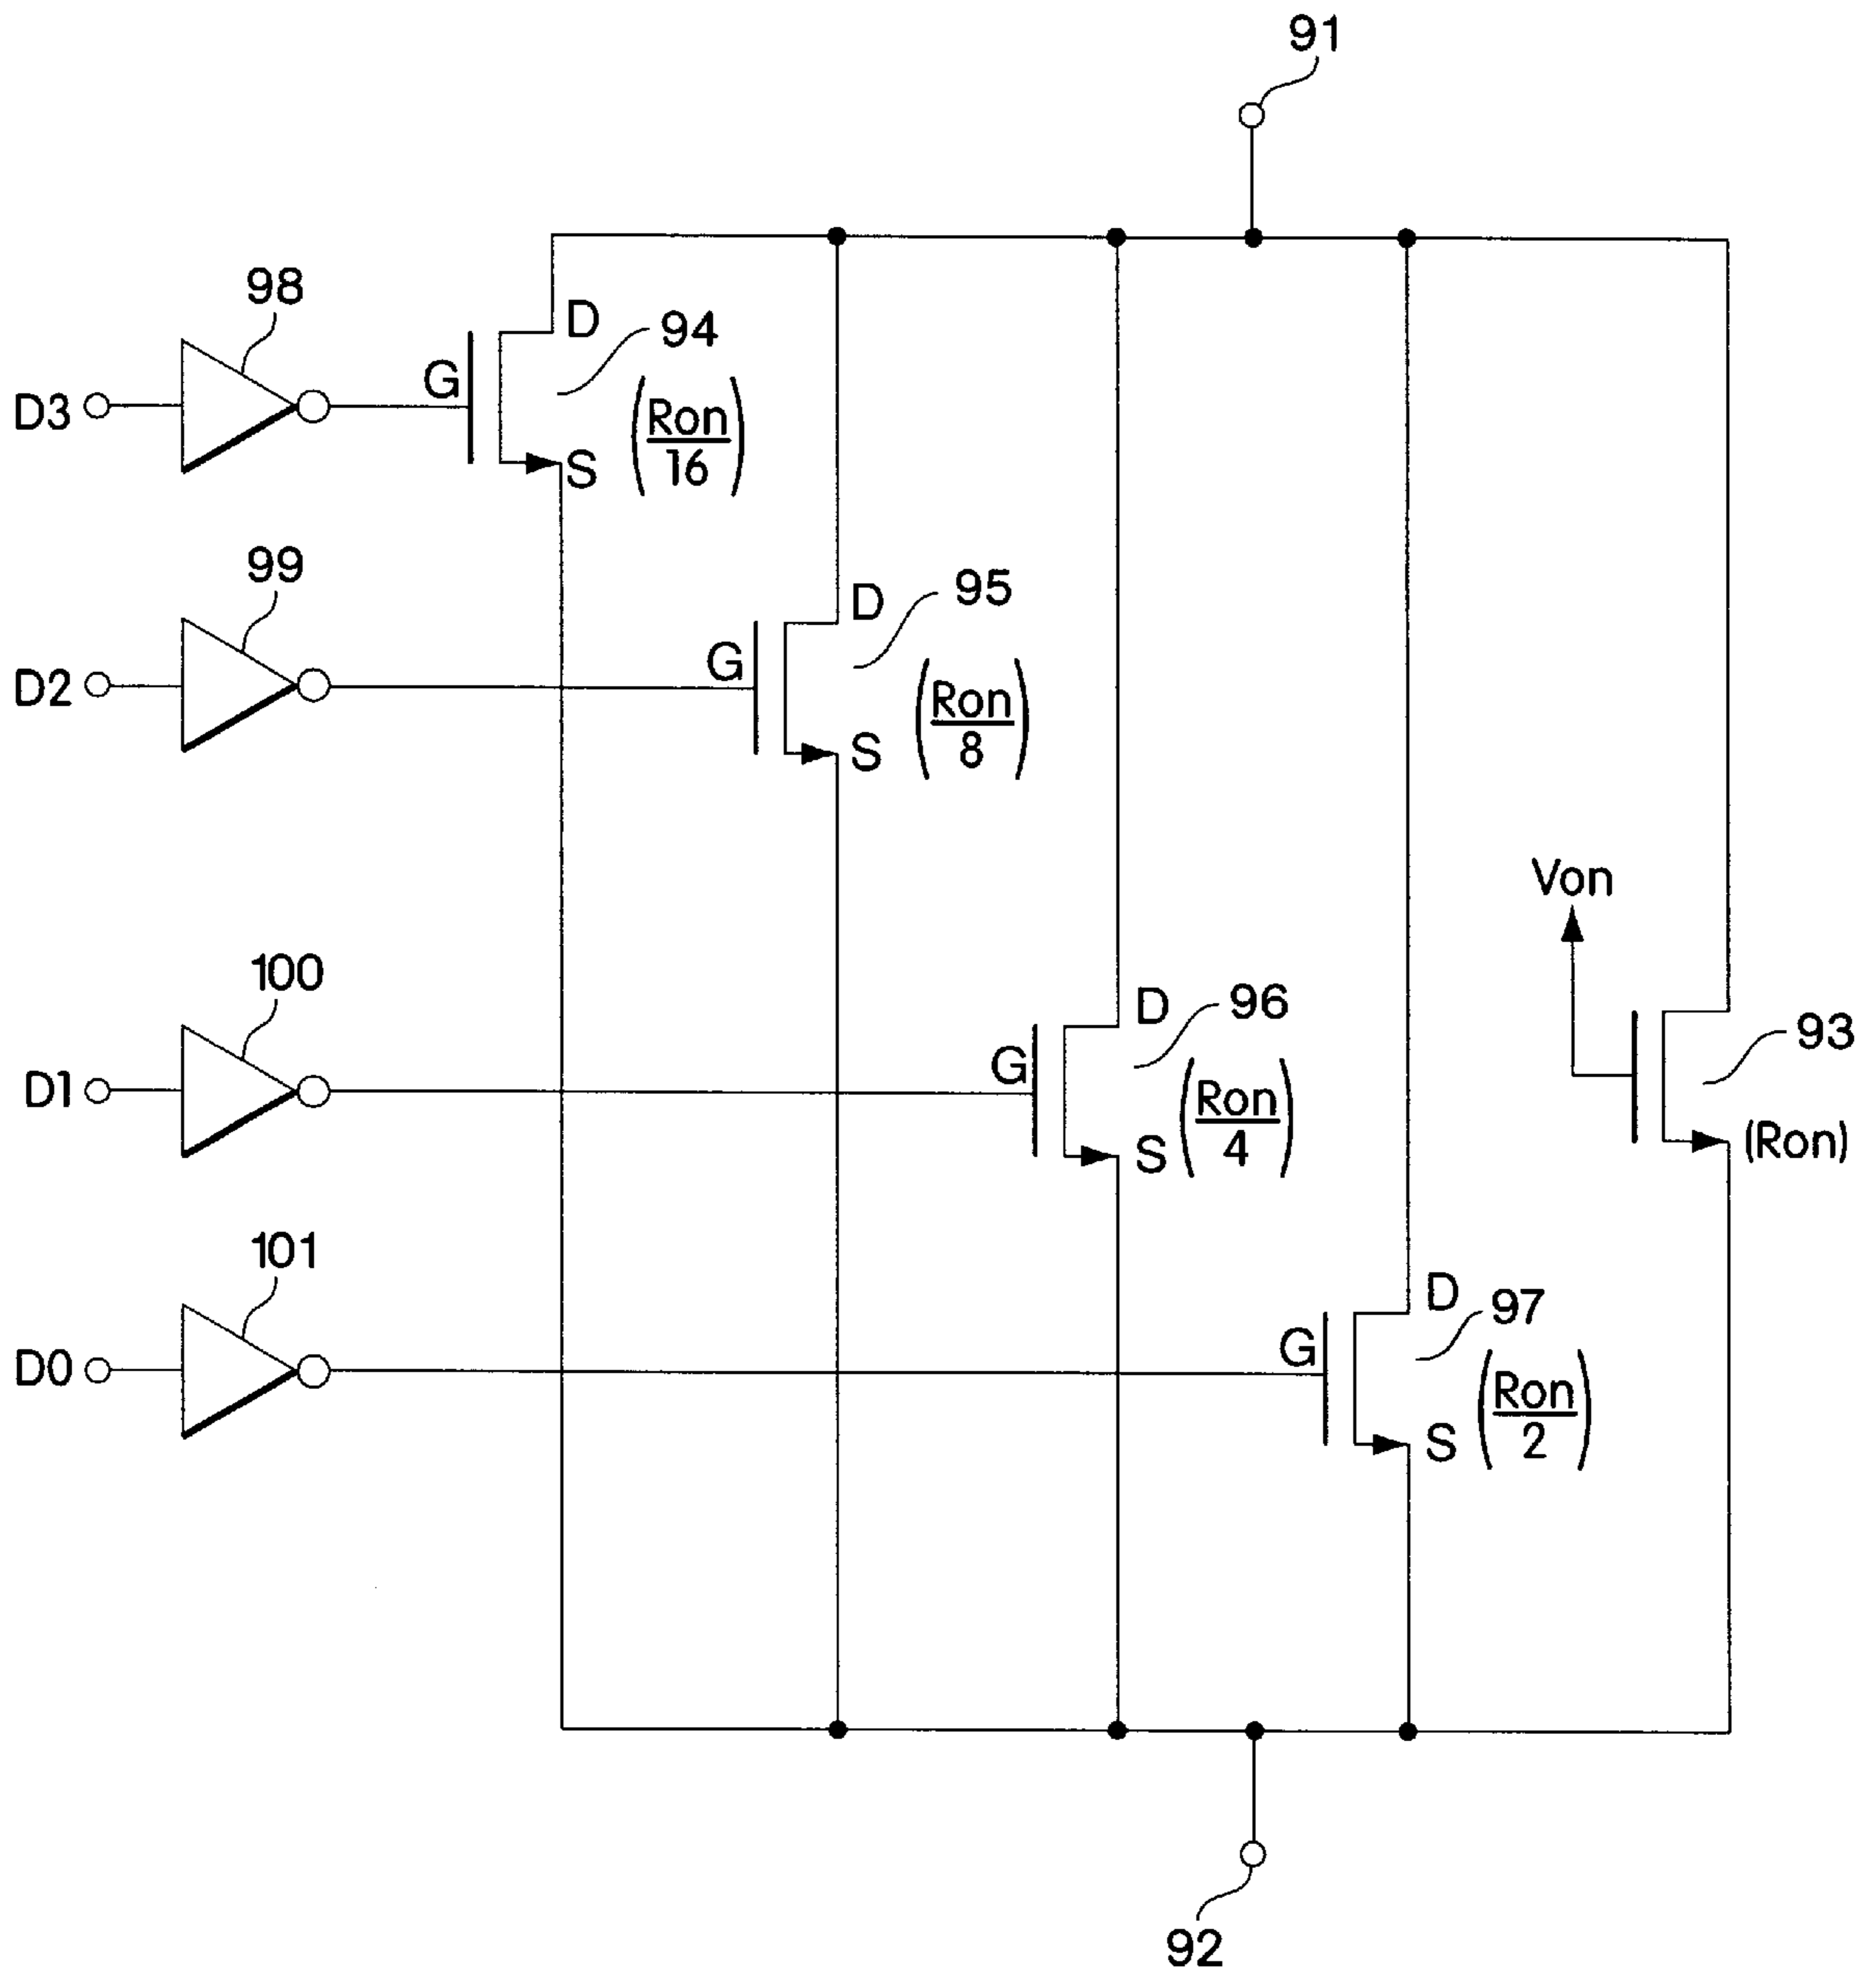 91
98
D
94
G
D3
(Ron/16)
S
99
D
95
G
D2
(Ron/8)
S
Von
100
D
96
93
G
D1
(Ron/4)
S
(Ron)
101
D
97
G
D0
(Ron/2)
S
92